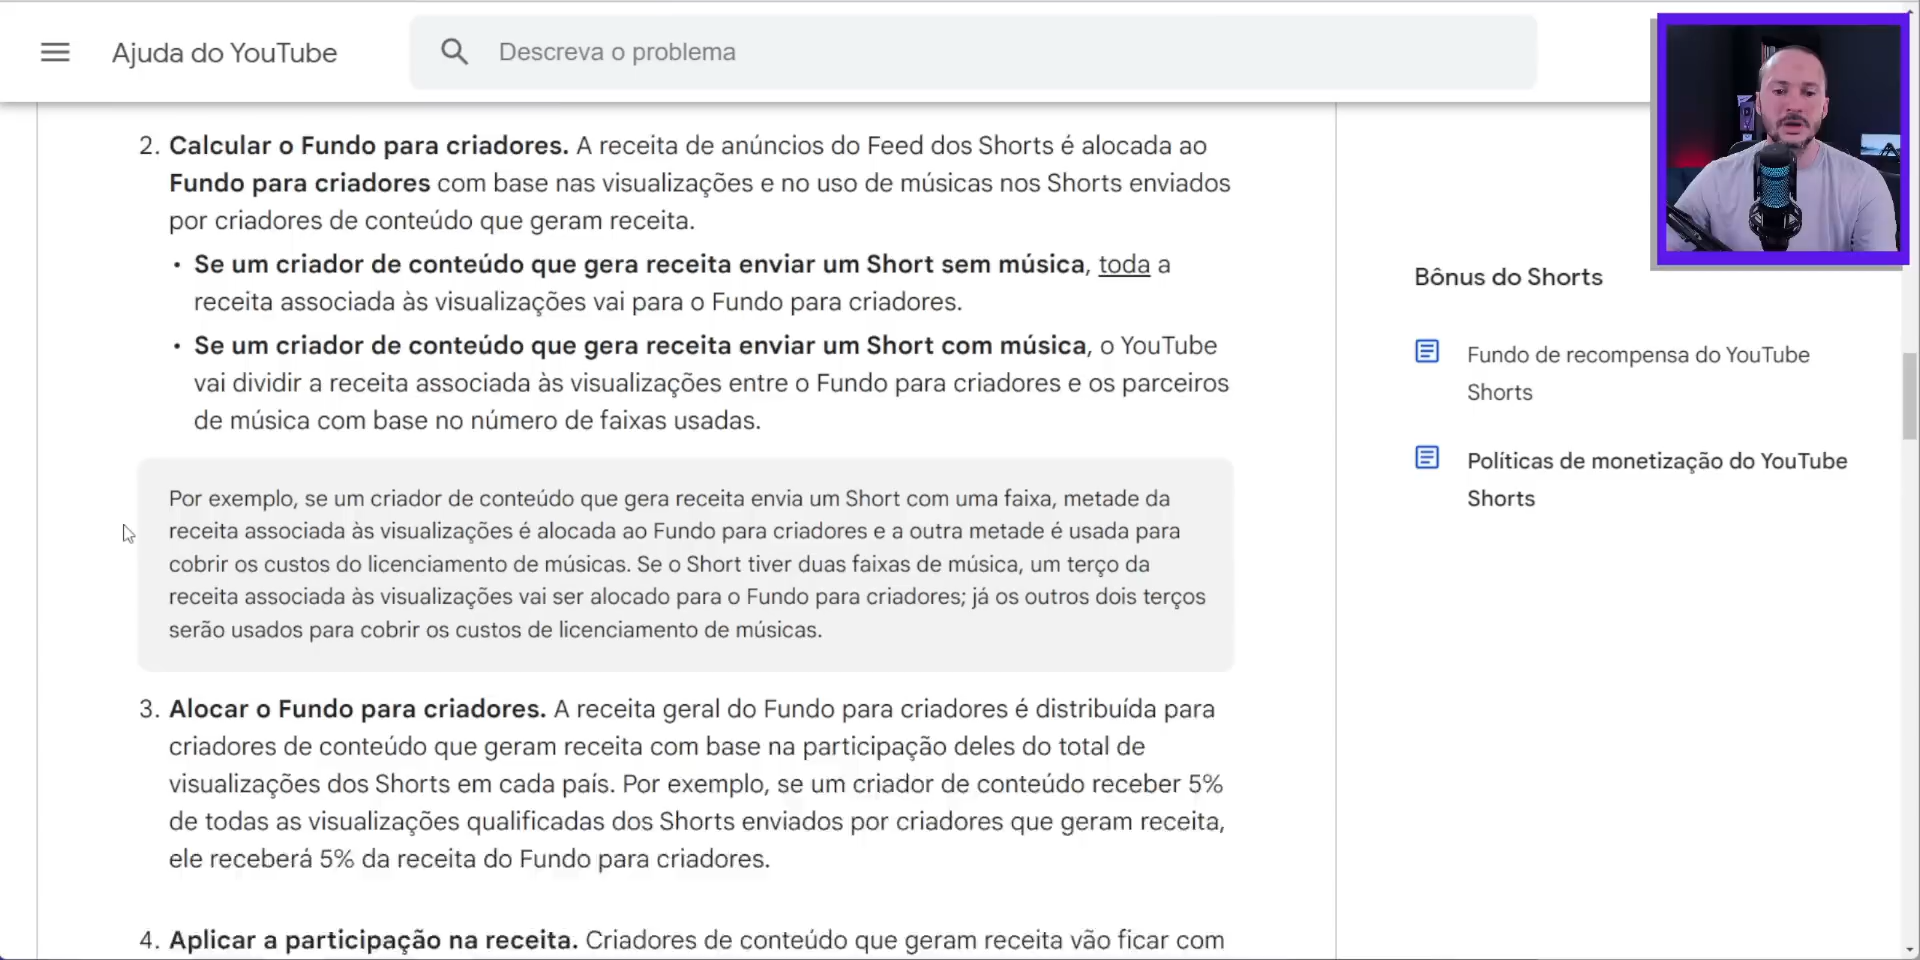 Ajuda do YouTube
Descreva o problema
2. Calcular o Fundo para criadores. A receita de anúncios do Feed dos Shorts é alocada ao
Fundo para criadores com base nas visualizações e no uso de músicas nos Shorts enviados
por criadores de conteúdo que geram receita.
• Se um criador de conteúdo que gera receita enviar um Short sem música, toda a
receita associada às visualizações vai para o Fundo para criadores.
• Se um criador de conteúdo que gera receita enviar um Short com música, o YouTube
vai dividir a receita associada às visualizações entre o Fundo para criadores e os parceiros
de música com base no número de faixas usadas.
Por exemplo, se um criador de conteúdo que gera receita envia um Short com uma faixa, metade da
receita associada às visualizações é alocada ao Fundo para criadores e a outra metade é usada para
cobrir os custos do licenciamento de músicas. Se o Short tiver duas faixas de música, um terço da
receita associada às visualizações vai ser alocado para o Fundo para criadores; já os outros dois terços
serão usados para cobrir os custos de licenciamento de músicas.
3. Alocar o Fundo para criadores. A receita geral do Fundo para criadores é distribuída para
criadores de conteúdo que geram receita com base na participação deles do total de
visualizações dos Shorts em cada país. Por exemplo, se um criador de conteúdo receber 5%
de todas as visualizações qualificadas dos Shorts enviados por criadores que geram receita,
ele receberá 5% da receita do Fundo para criadores.
4. Aplicar a participação na receita. Criadores de conteúdo que geram receita vão ficar com
Bônus do Shorts
Fundo de recompensa do YouTube
Shorts
Políticas de monetização do YouTube
Shorts